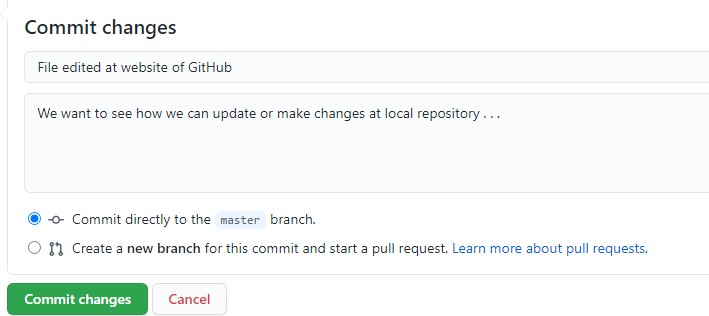 Commit changes
File edited at website of GitHub
We want to see how we can update or make changes at local repository . . .
Commit directly to the master branch.
Create a new branch for this commit and start a pull request. Learn more about pull requests.
Commit changes Cancel